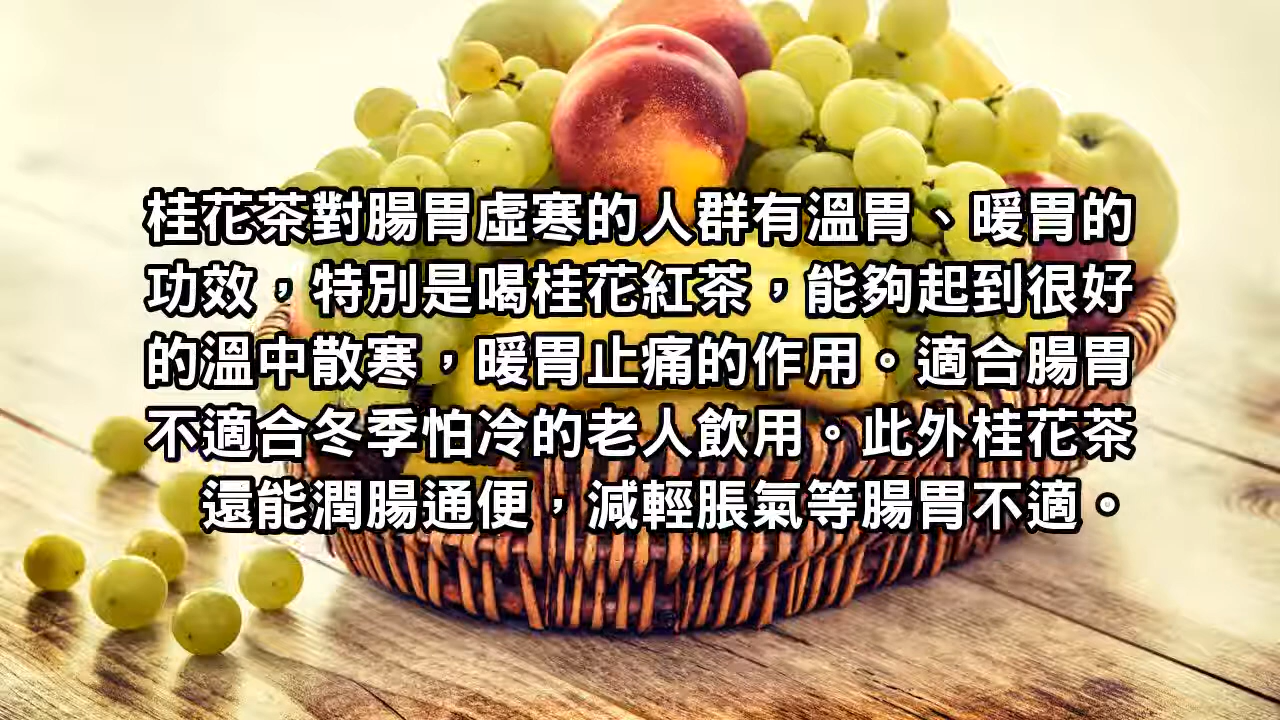 桂花茶對腸胃虛寒的人群有溫胃、暖胃的
功效，特別是喝桂花紅茶，能夠起到很好
的溫中散寒，暖胃止痛的作用。適合腸胃
不適合冬季怕冷的老人飲用。此外桂花茶
還能潤腸通便，減輕脹氣等腸胃不適。